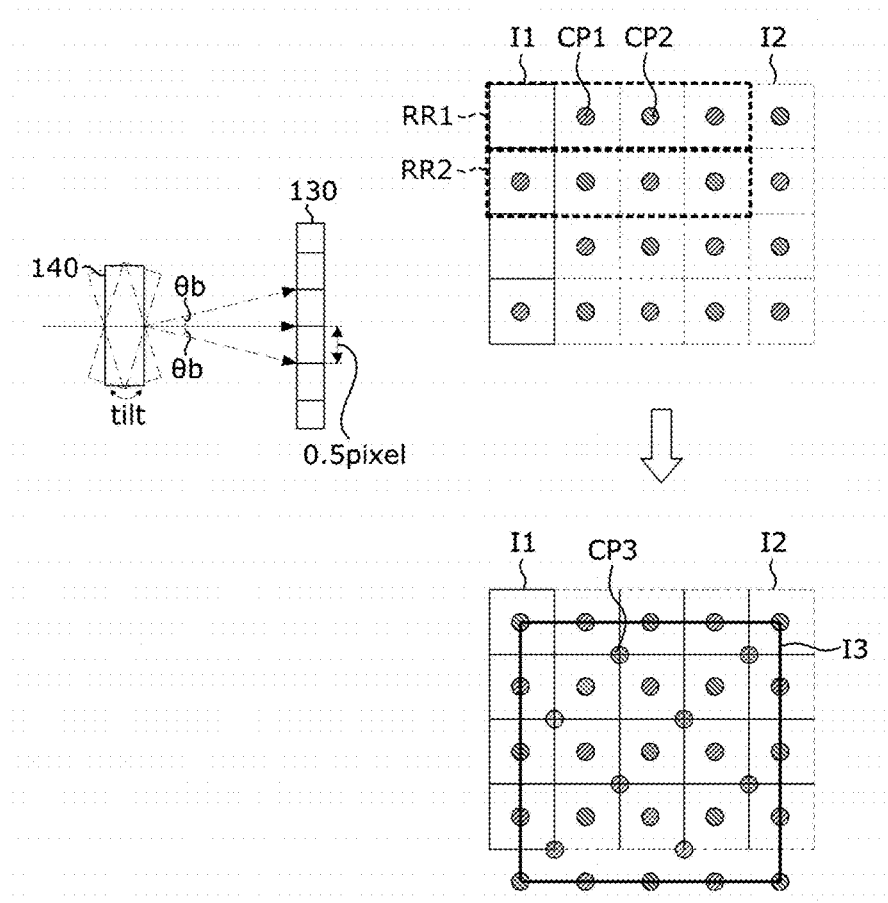 I1 CP1 CP2 I2
RR1
RR2
130
140
θb
θb
tilt
0.5pixel
I1 CP3 I2
I3